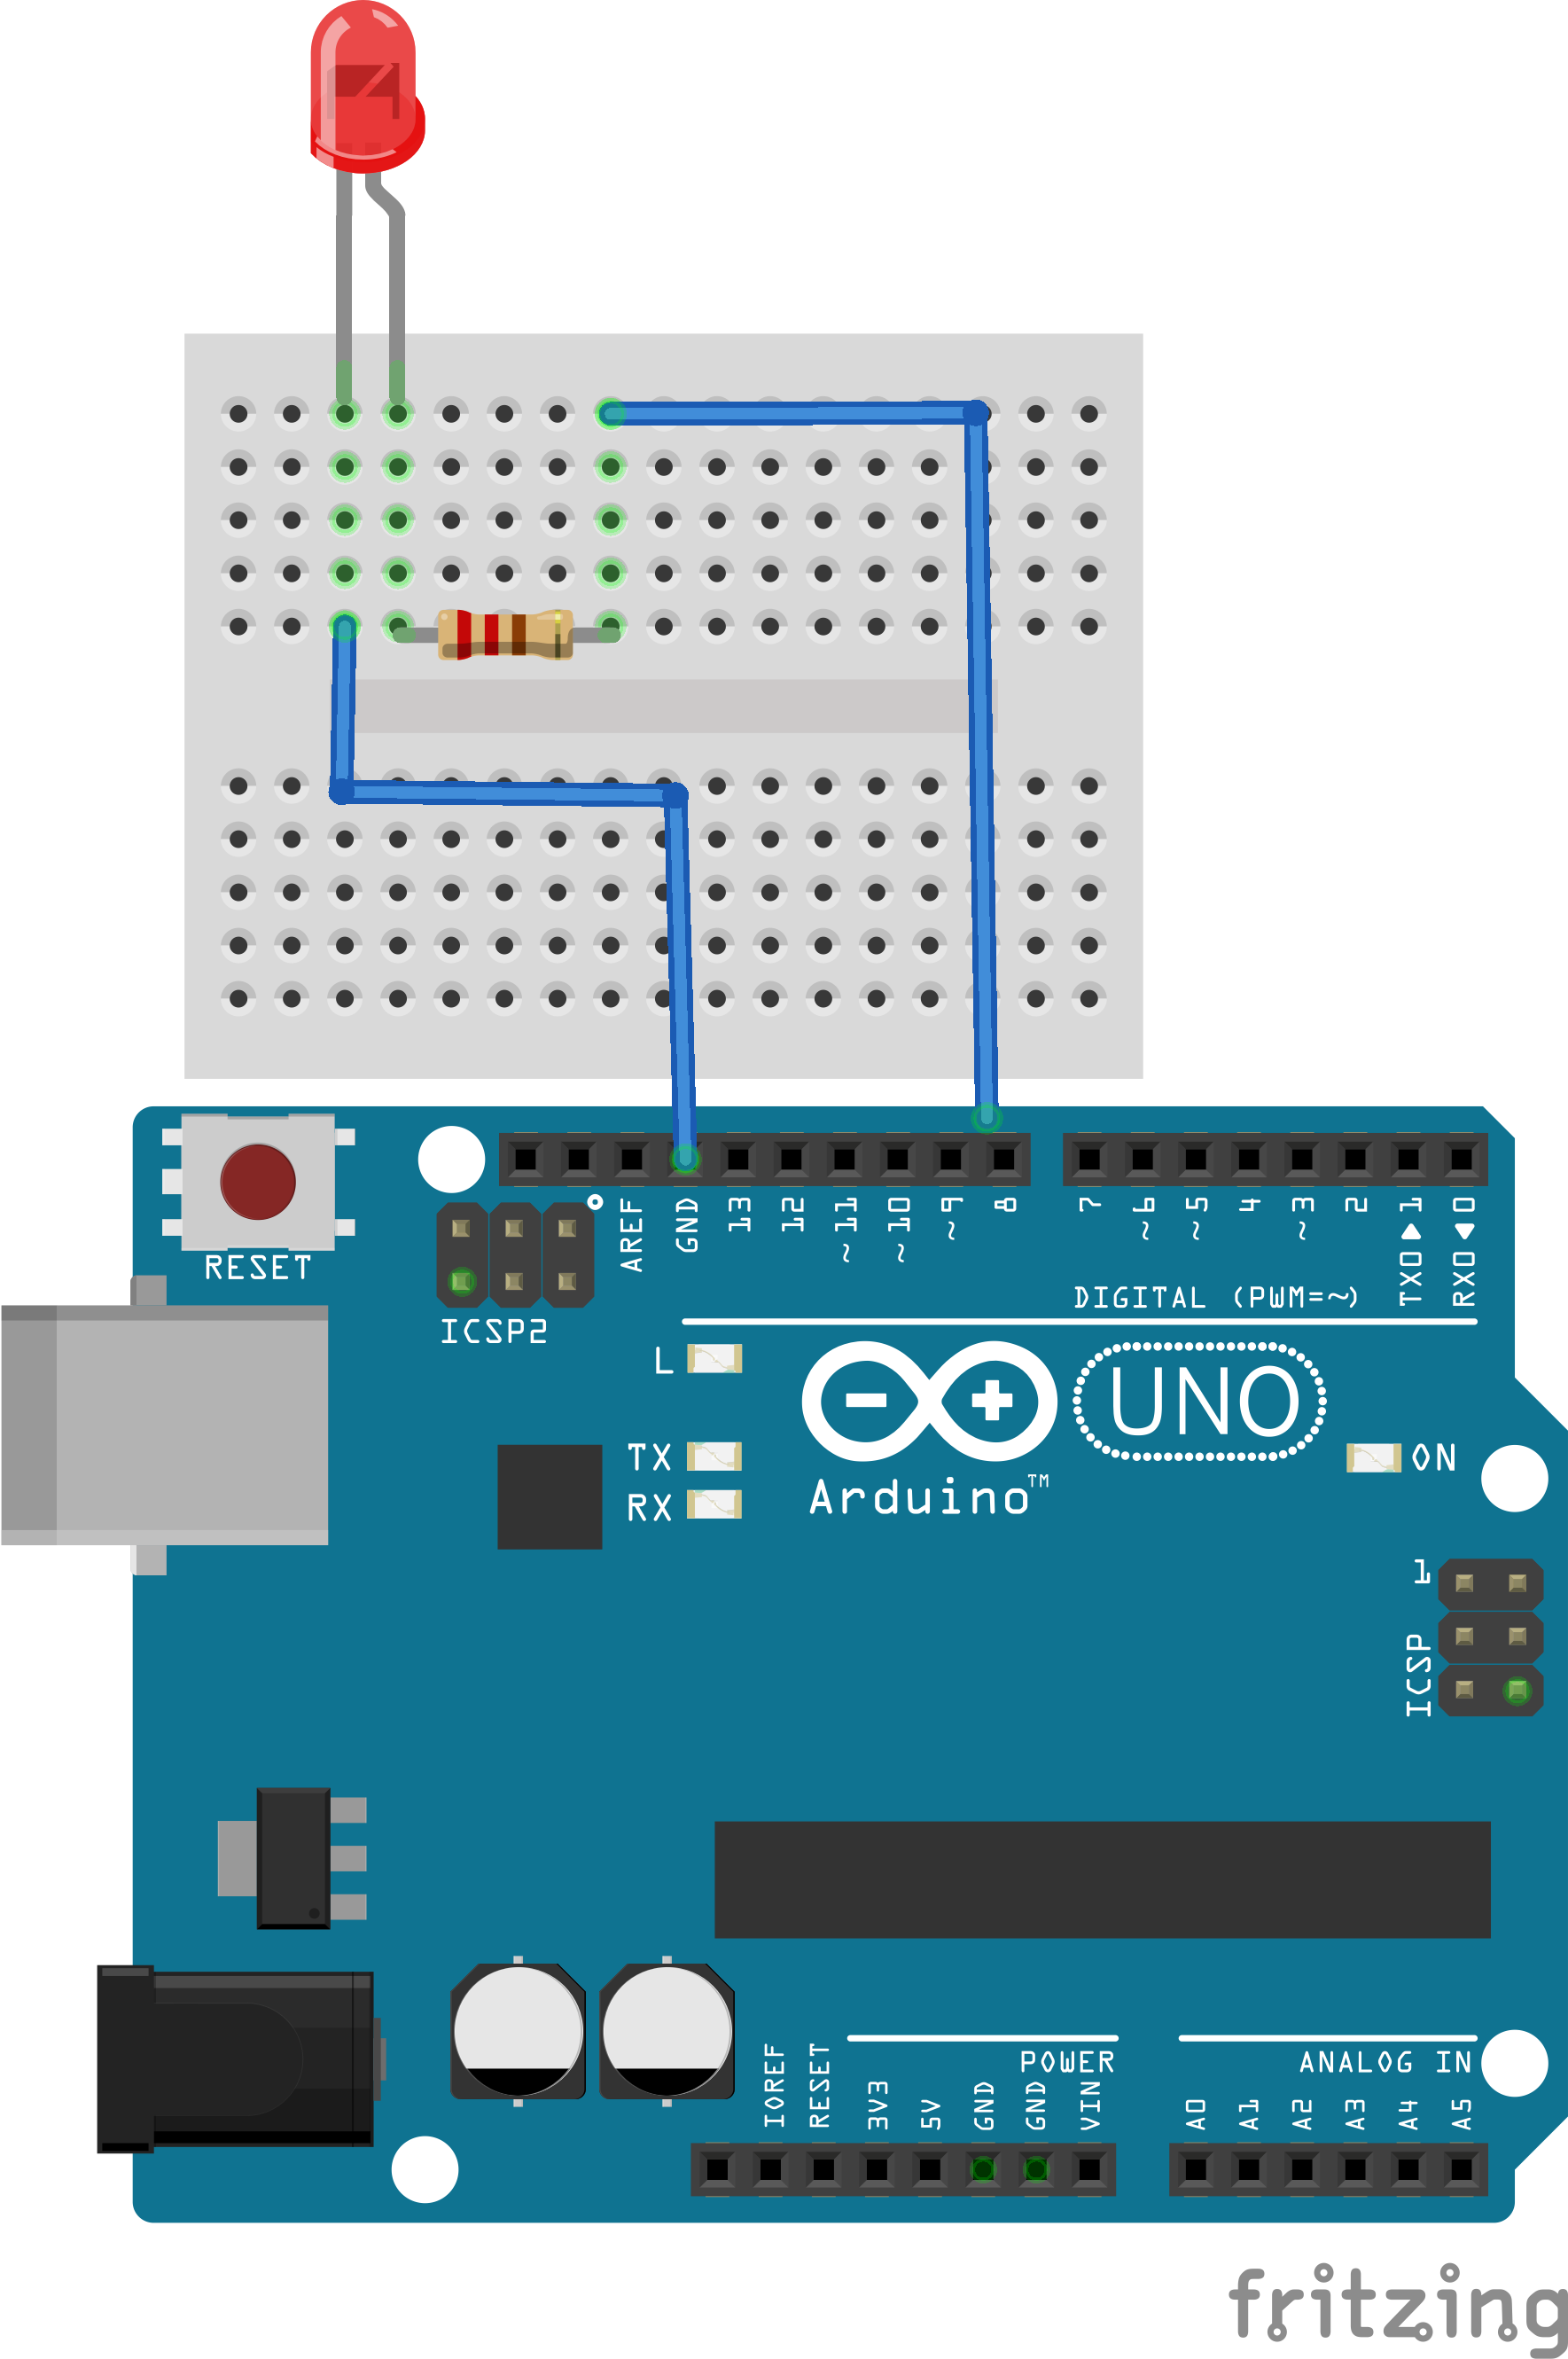 RESET
ICSP2
AREF
GND
13
12
~11
~10
~9
8
7
~6
~5
4
~3
2
TX0▶1
RX0◀0
DIGITAL (PWM=~)
L
TX
RX
UNO
Arduino™
ON
1
ICSP
POWER
ANALOG IN
IOREF
RESET
3V3
5V
GND
GND
VIN
A0
A1
A2
A3
A4
A5
fritzing